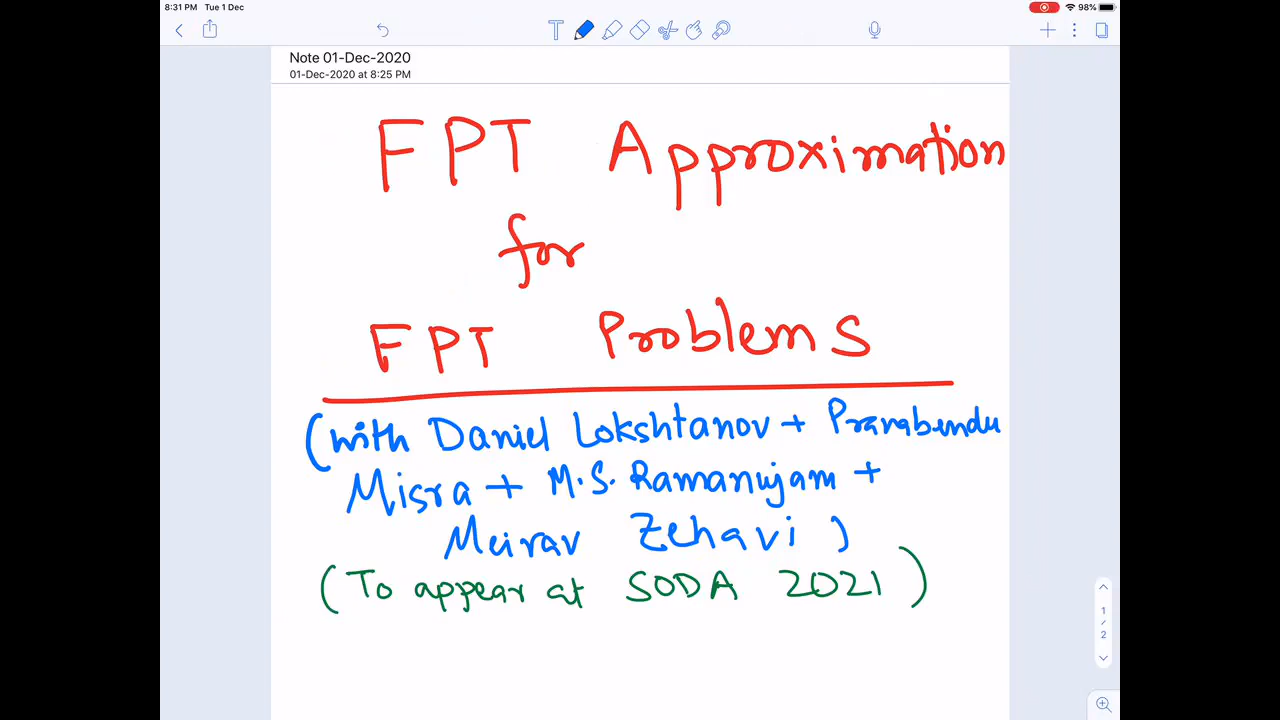 8:31 PM Tue 1 Dec 98%
Note 01-Dec-2020
01-Dec-2020 at 8:25 PM
FPT Approximation
for
FPT Problems
(with Daniel Lokshtanov + Pranabendu
Misra + M.S. Ramanujam +
Meirav Zehavi)
(To appear at SODA 2021)
1
/
2